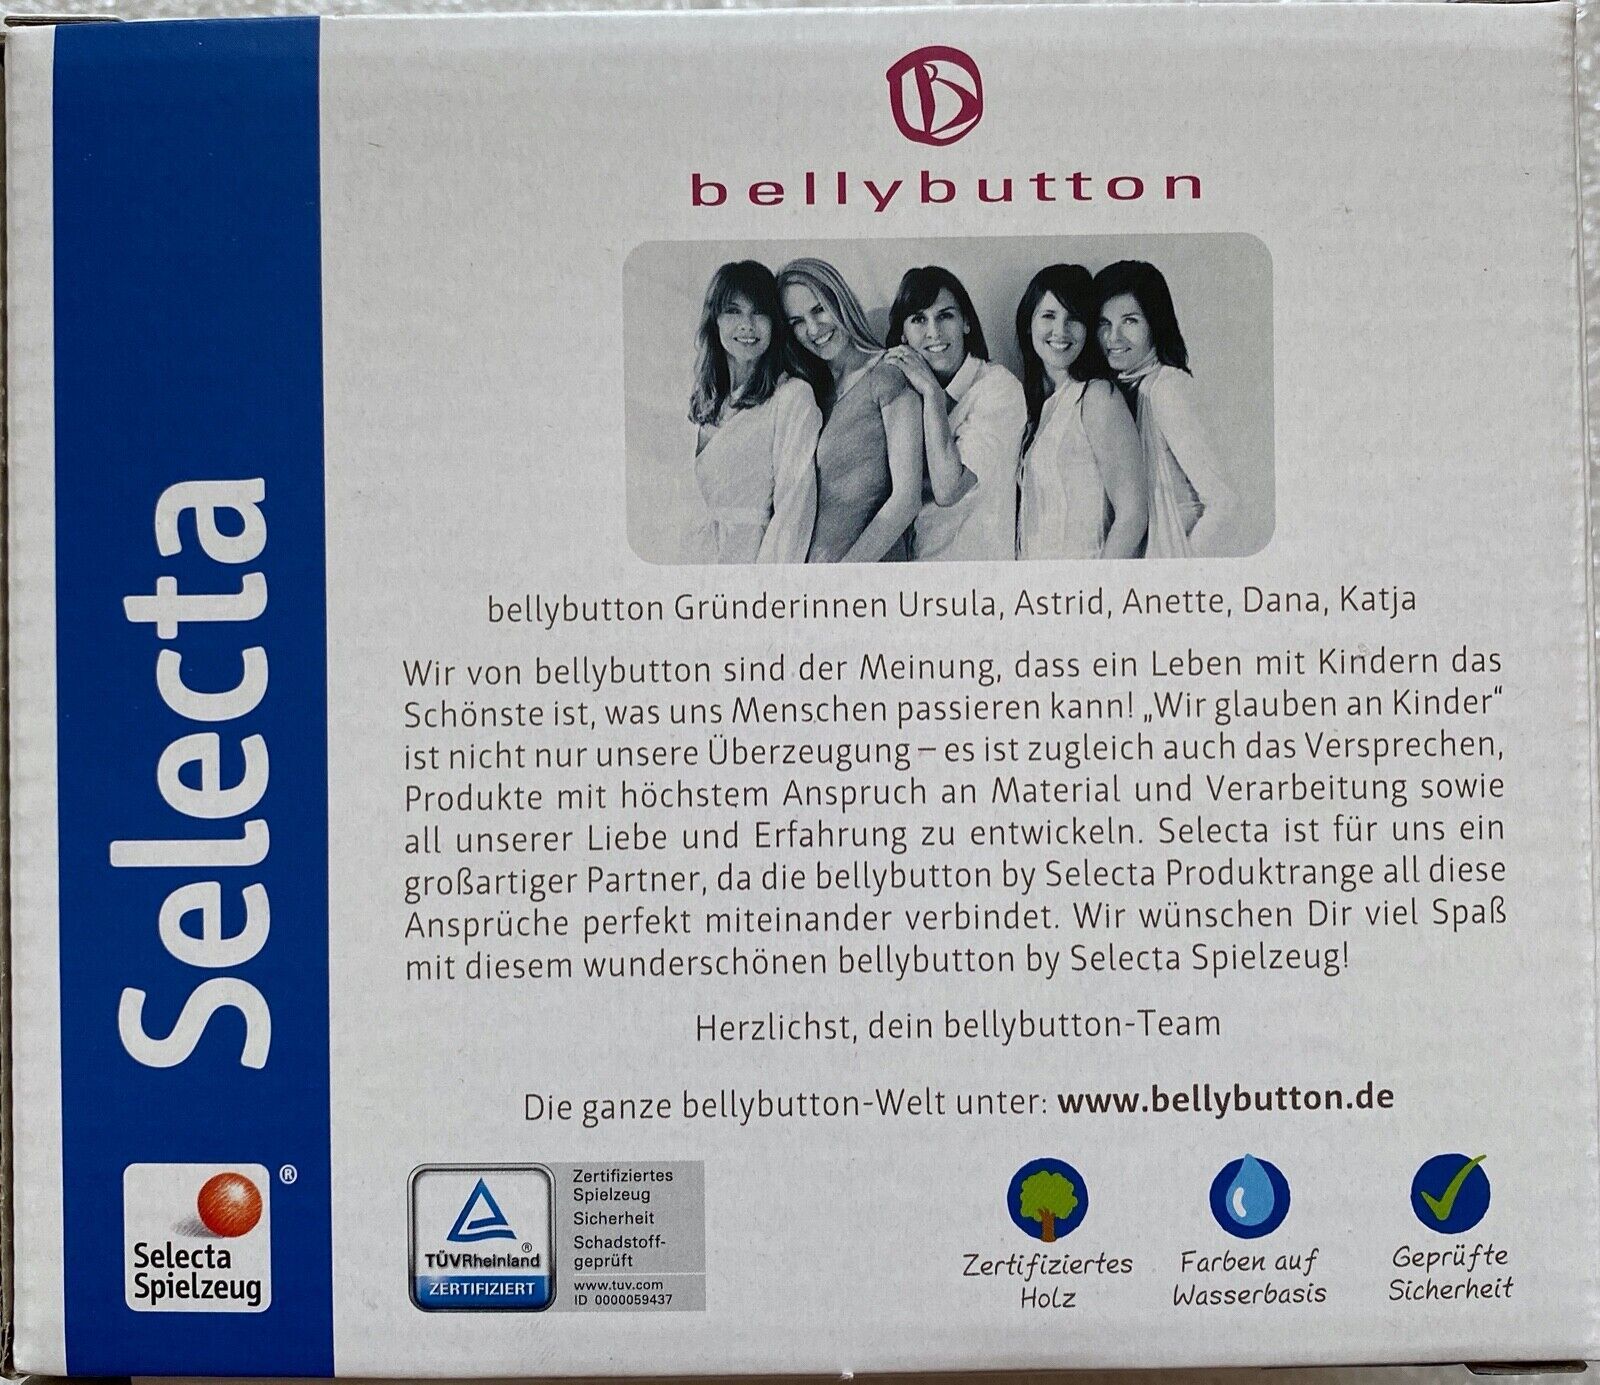 bellybutton
bellybutton Gründerinnen Ursula, Astrid, Anette, Dana, Katja
Wir von bellybutton sind der Meinung, dass ein Leben mit Kindern das
Schönste ist, was uns Menschen passieren kann! „Wir glauben an Kinder“
ist nicht nur unsere Überzeugung – es ist zugleich auch das Versprechen,
Produkte mit höchstem Anspruch an Material und Verarbeitung sowie
all unserer Liebe und Erfahrung zu entwickeln. Selecta ist für uns ein
großartiger Partner, da die bellybutton by Selecta Produktrange all diese
Ansprüche perfekt miteinander verbindet. Wir wünschen Dir viel Spaß
mit diesem wunderschönen bellybutton by Selecta Spielzeug!
Herzlichst, dein bellybutton-Team
Die ganze bellybutton-Welt unter: www.bellybutton.de
Selecta
®
Selecta
Spielzeug
®
TÜVRheinland
ZERTIFIZIERT
Zertifiziertes
Spielzeug
Sicherheit
Schadstoff-
geprüft
www.tuv.com
ID 0000059437
Zertifiziertes
Holz
Farben auf
Wasserbasis
Geprüfte
Sicherheit